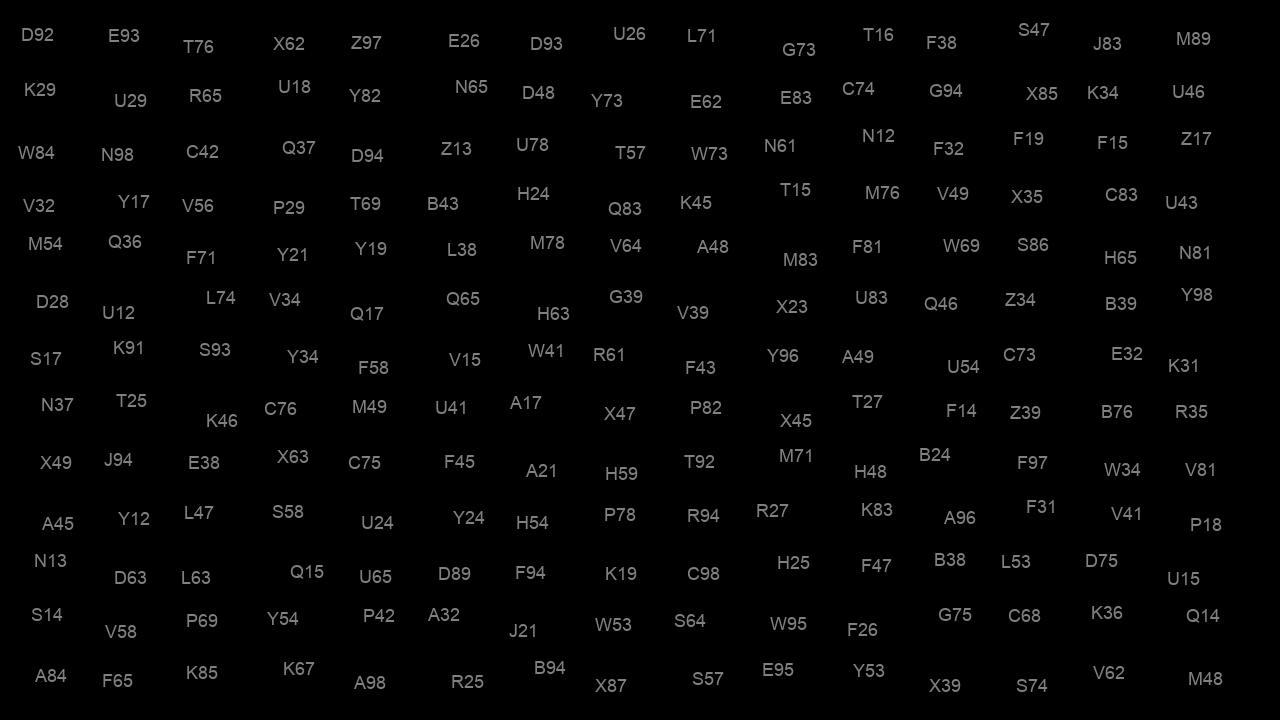 D92 E93 T76 X62 Z97 E26 D93 U26 L71 G73 T16 F38 S47 J83 M89
K29 U29 R65 U18 Y82 N65 D48 Y73 E62 E83 C74 G94 X85 K34 U46
W84 N98 C42 Q37 D94 Z13 U78 T57 W73 N61 N12 F32 F19 F15 Z17
V32 Y17 V56 P29 T69 B43 H24 Q83 K45 T15 M76 V49 X35 C83 U43
M54 Q36 F71 Y21 Y19 L38 M78 V64 A48 M83 F81 W69 S86 H65 N81
D28 U12 L74 V34 Q17 Q65 H63 G39 V39 X23 U83 Q46 Z34 B39 Y98
S17 K91 S93 Y34 F58 V15 W41 R61 F43 Y96 A49 U54 C73 E32 K31
N37 T25 K46 C76 M49 U41 A17 X47 P82 X45 T27 F14 Z39 B76 R35
X49 J94 E38 X63 C75 F45 A21 H59 T92 M71 H48 B24 F97 W34 V81
A45 Y12 L47 S58 U24 Y24 H54 P78 R94 R27 K83 A96 F31 V41 P18
N13 D63 L63 Q15 U65 D89 F94 K19 C98 H25 F47 B38 L53 D75 U15
S14 V58 P69 Y54 P42 A32 J21 W53 S64 W95 F26 G75 C68 K36 Q14
A84 F65 K85 K67 A98 R25 B94 X87 S57 E95 Y53 X39 S74 V62 M48